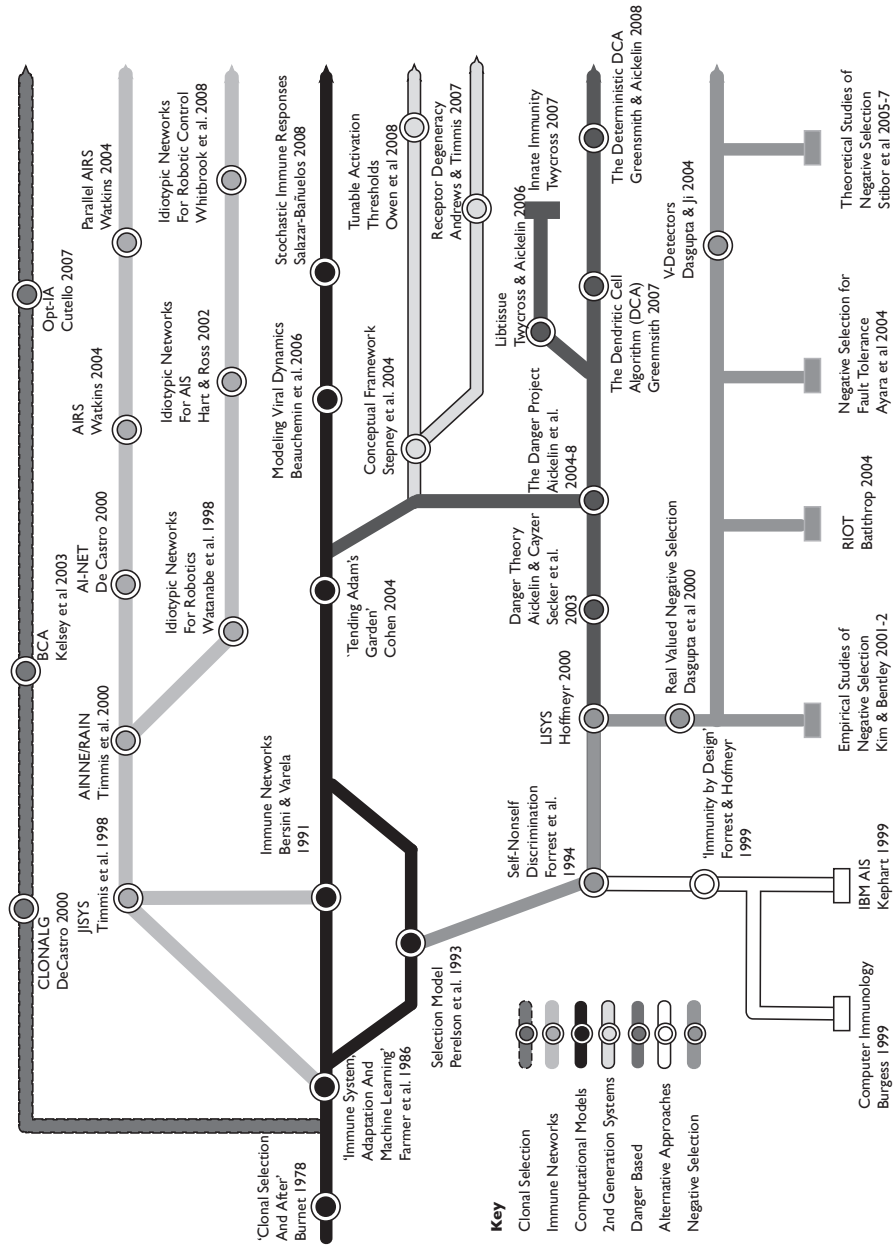 CLONALG
DeCastro 2000
BCA
Kelsey et al 2003
Opt-IA
Cutello 2007
JISYS
Timmis et al. 1998
AINNE/RAIN
Timmis et al. 2000
AI-NET
De Castro 2000
AIRS
Watkins 2004
Parallel AIRS
Watkins 2004
Idiotypic Networks
For Robotics
Watanabe et al. 1998
Idiotypic Networks
For AIS
Hart & Ross 2002
Idiotypic Networks
For Robotic Control
Whitbrook et al. 2008
'Clonal Selection
And After'
Burnet 1978
'Immune System,
Adaptation And
Machine Learning'
Farmer et al. 1986
Immune Networks
Bersini & Varela
1991
'Tending Adam's
Garden'
Cohen 2004
Modeling Viral Dynamics
Beauchemin et al. 2006
Stochastic Immune Responses
Salazar-Bañuelos 2008
Selection Model
Perelson et al. 1993
Conceptual Framework
Stepney et al. 2004
Tunable Activation
Thresholds
Owen et al 2008
Receptor Degeneracy
Andrews & Timmis 2007
Self-Nonself
Discrimination
Forrest et al.
1994
LISYS
Hoffmeyr 2000
Danger Theory
Aickelin & Cayzer
Secker et al.
2003
The Danger Project
Aickelin et al.
2004-8
Libtissue
Twycross & Aickelin 2006
Innate Immunity
Twycross 2007
The Dendritic Cell
Algorithm (DCA)
Greenmsith 2007
The Deterministic DCA
Greensmith & Aickelin 2008
'Immunity by Design'
Forrest & Hofmeyr
1999
Real Valued Negative Selection
Dasgupta et al 2000
V-Detectors
Dasgupta & Ji 2004
Computer Immunology
Burgess 1999
IBM AIS
Kephart 1999
Empirical Studies of
Negative Selection
Kim & Bentley 2001-2
RIOT
Batlthrop 2004
Negative Selection for
Fault Tolerance
Ayara et al 2004
Theoretical Studies of
Negative Selection
Stibor et al 2005-7
Key
Clonal Selection
Immune Networks
Computational Models
2nd Generation Systems
Danger Based
Alternative Approaches
Negative Selection